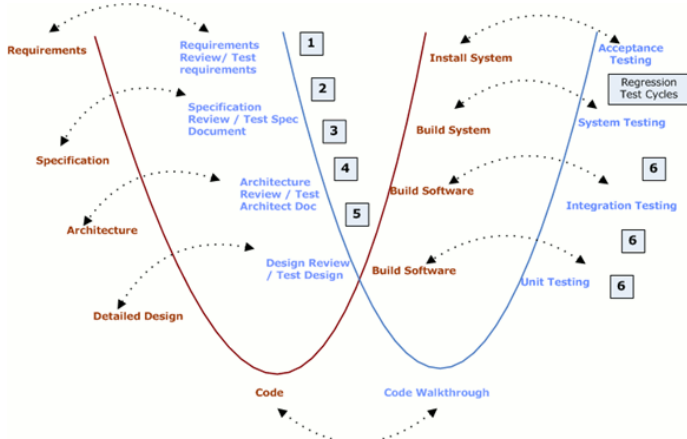 Requirements
Requirements
Review/ Test
requirements
1
Install System
Acceptance
Testing
Regression
Test Cycles
2
Specification
Review / Test Spec
Document
3
Build System
System Testing
Specification
4
6
Architecture
Review / Test
Architect Doc
Build Software
5
Integration Testing
Architecture
6
Design Review
/ Test Design
Build Software
Unit Testing
6
Detailed Design
Code
Code Walkthrough